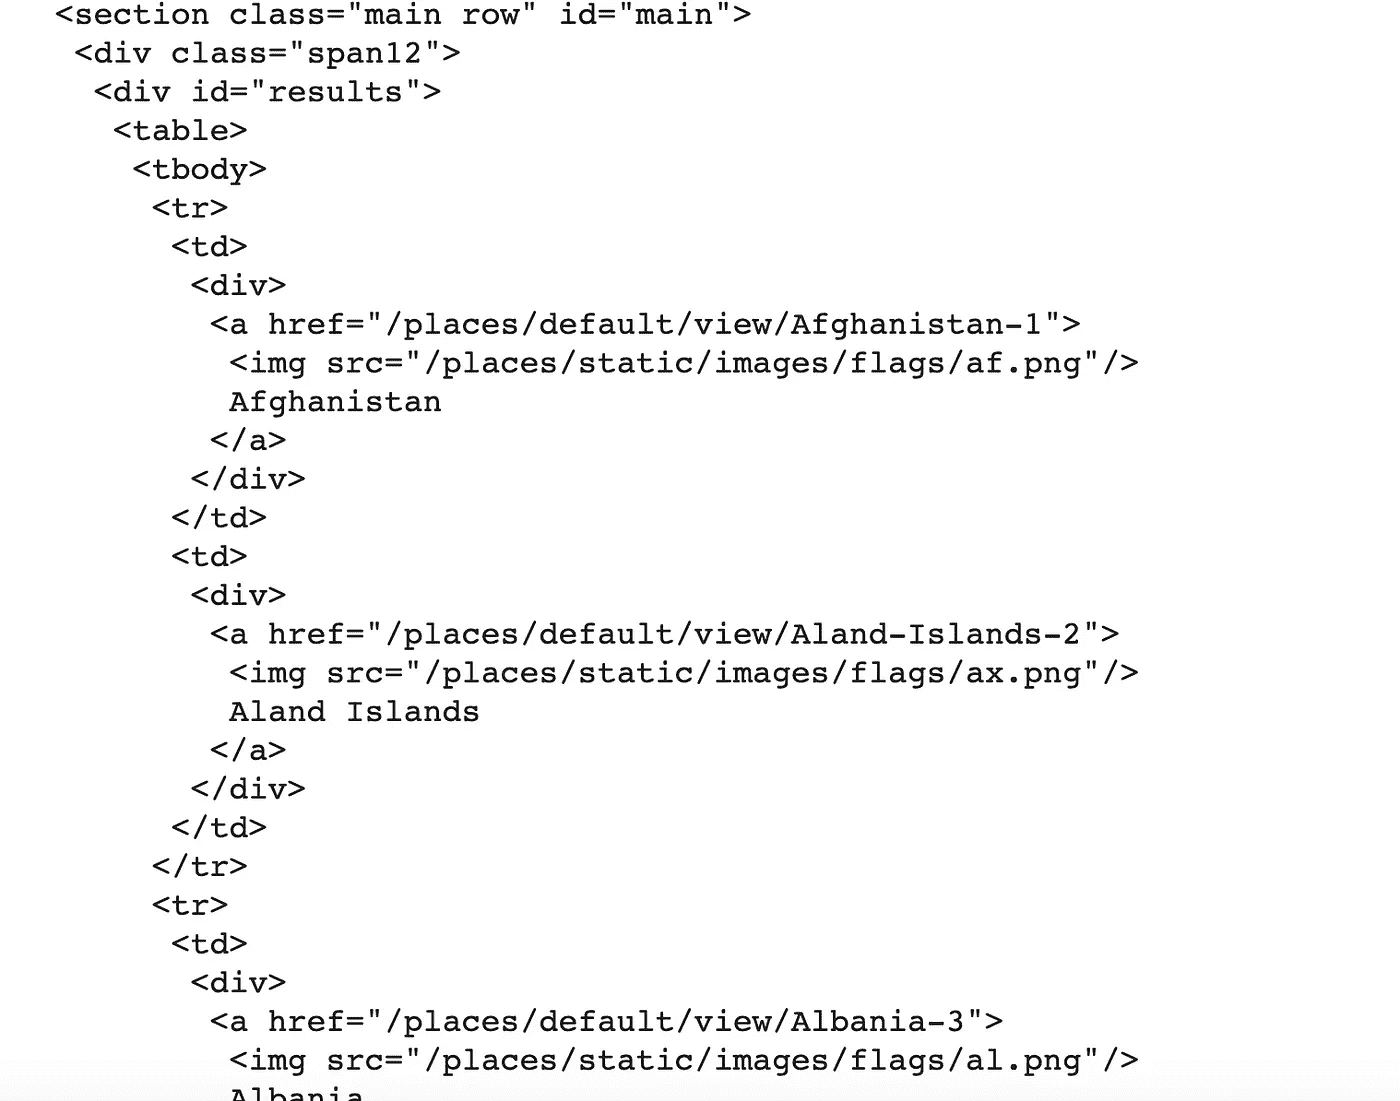 <section class="main row" id="main">
<div class="span12">
<div id="results">
<table>
<tbody>
<tr>
<td>
<div>
<a href="/places/default/view/Afghanistan-1">
<img src="/places/static/images/flags/af.png"/>
Afghanistan
</a>
</div>
</td>
<td>
<div>
<a href="/places/default/view/Aland-Islands-2">
<img src="/places/static/images/flags/ax.png"/>
Aland Islands
</a>
</div>
</td>
</tr>
<tr>
<td>
<div>
<a href="/places/default/view/Albania-3">
<img src="/places/static/images/flags/al.png"/>
Albania